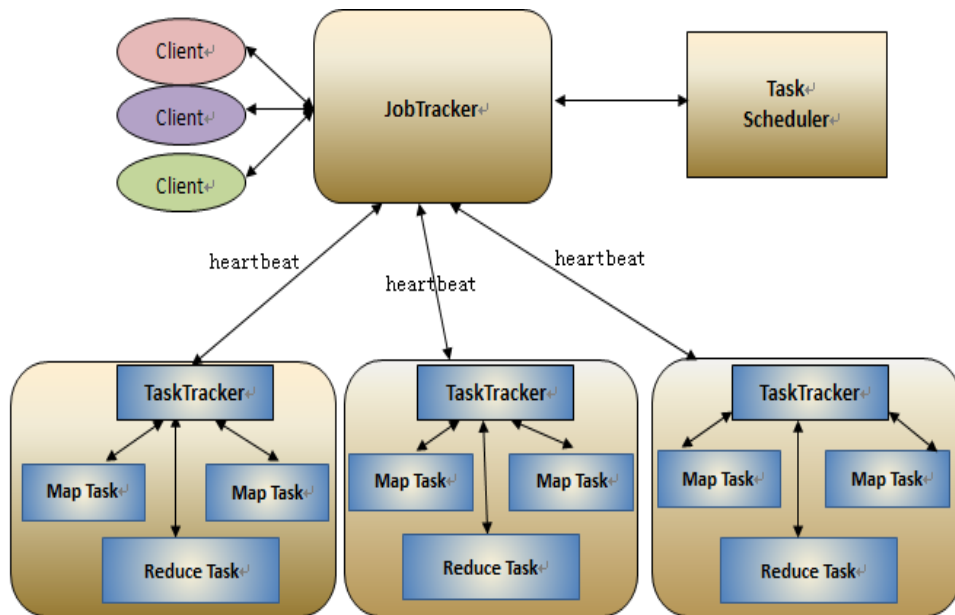 Client↵
Client↵
Client↵
JobTracker↵
Task↵
Scheduler↵
heartbeat
heartbeat
heartbeat
TaskTracker↵
Map Task↵
Map Task↵
Reduce Task↵
TaskTracker↵
Map Task↵
Map Task↵
Reduce Task↵
TaskTracker↵
Map Task↵
Map Task↵
Reduce Task↵